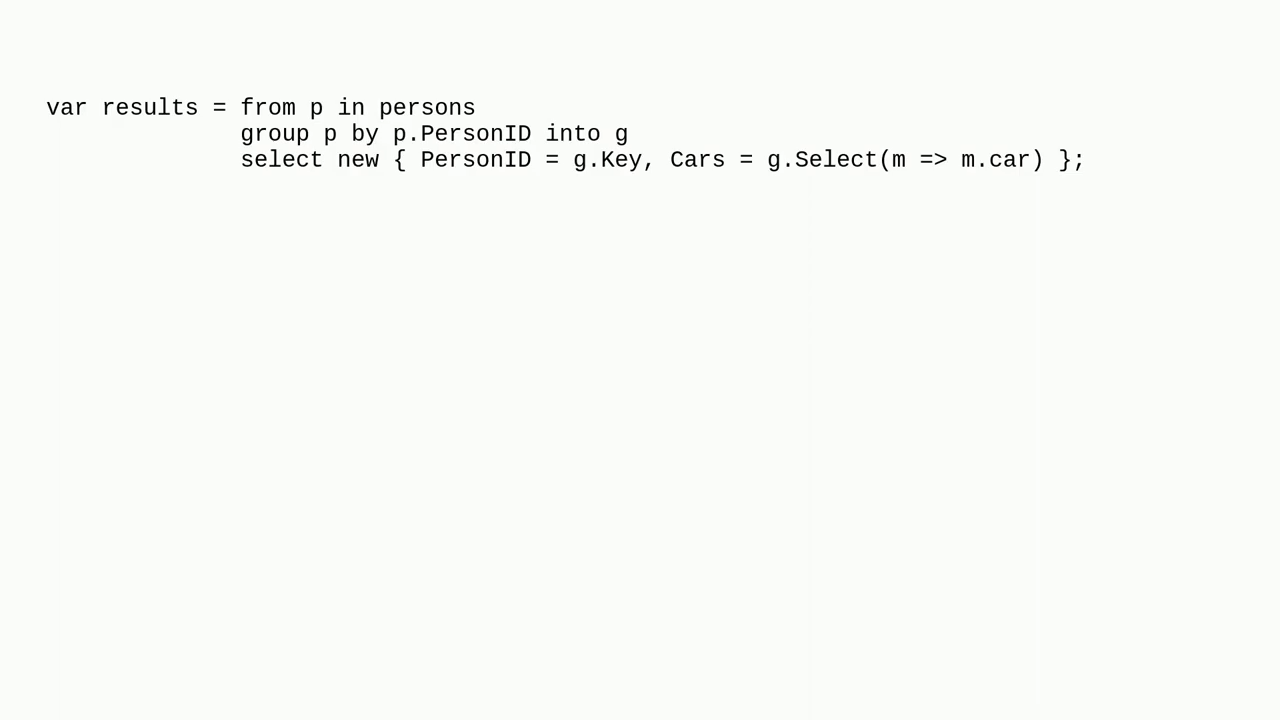 var results = from p in persons
              group p by p.PersonID into g
              select new { PersonID = g.Key, Cars = g.Select(m => m.car) };